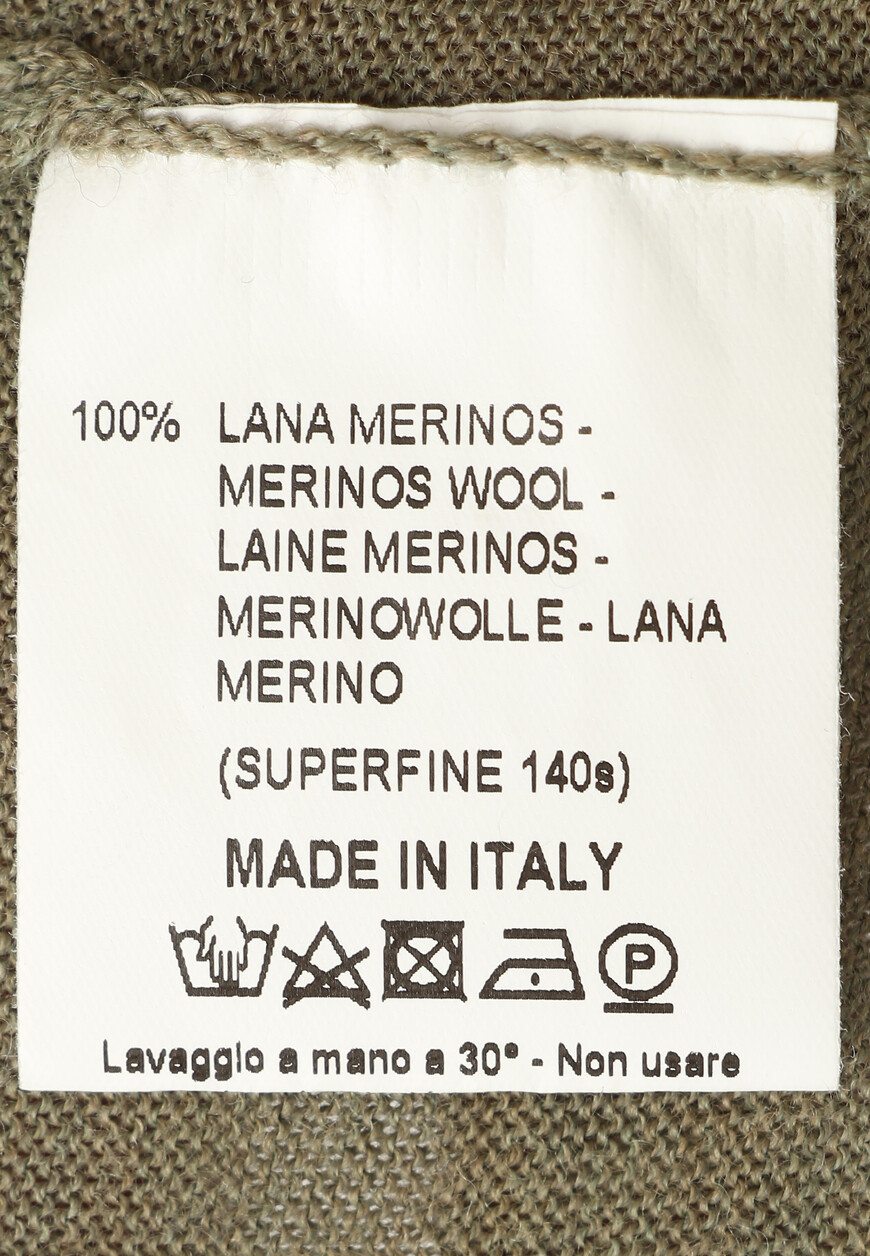 100% LANA MERINOS -
MERINOS WOOL -
LAINE MERINOS -
MERINOWOLLE - LANA
MERINO
(SUPERFINE 140s)
MADE IN ITALY
P
Lavaggio a mano a 30° - Non usare